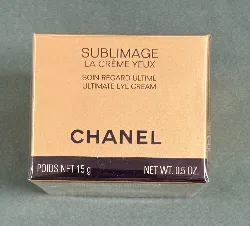 SUBLIMAGE
LA CRÈME YEUX
SOIN REGARD ULTIME
ULTIMATE EYE CREAM
CHANEL
POIDS NET 15 g NET WT. 0.5 OZ.